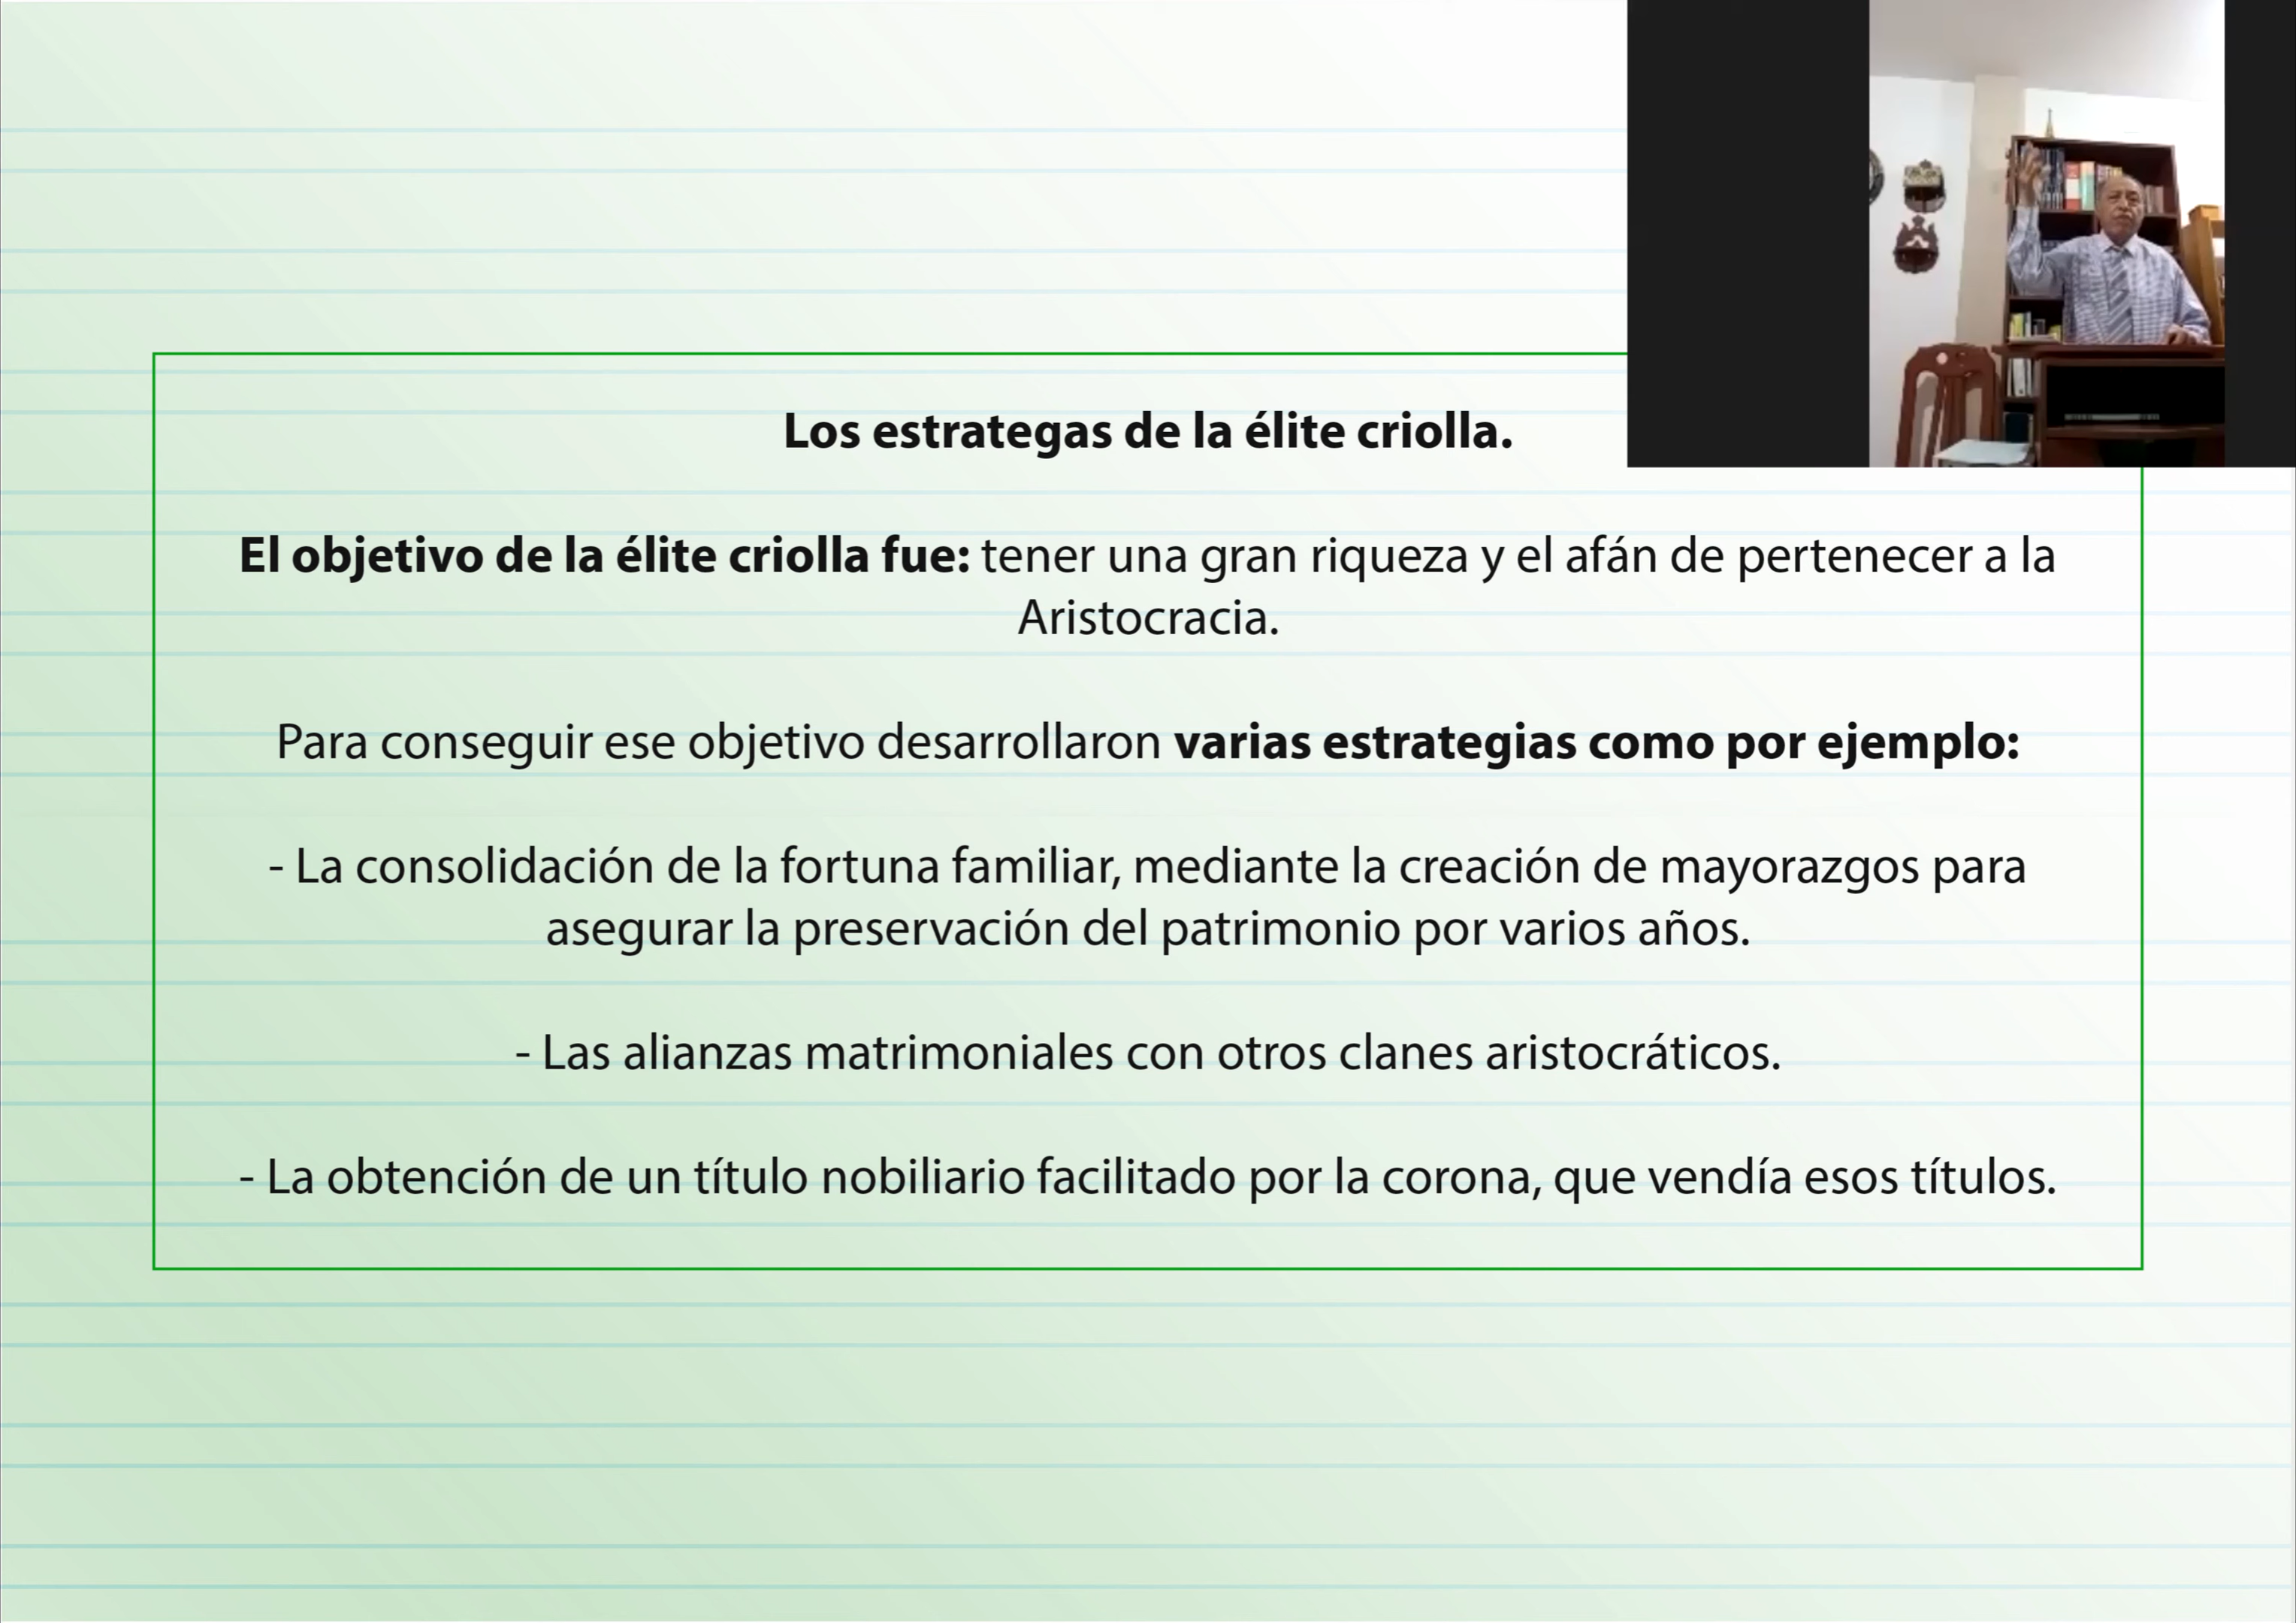 Los estrategas de la élite criolla.
El objetivo de la élite criolla fue: tener una gran riqueza y el afán de pertenecer a la
Aristocracia.
Para conseguir ese objetivo desarrollaron varias estrategias como por ejemplo:
- La consolidación de la fortuna familiar, mediante la creación de mayorazgos para
asegurar la preservación del patrimonio por varios años.
- Las alianzas matrimoniales con otros clanes aristocráticos.
- La obtención de un título nobiliario facilitado por la corona, que vendía esos títulos.